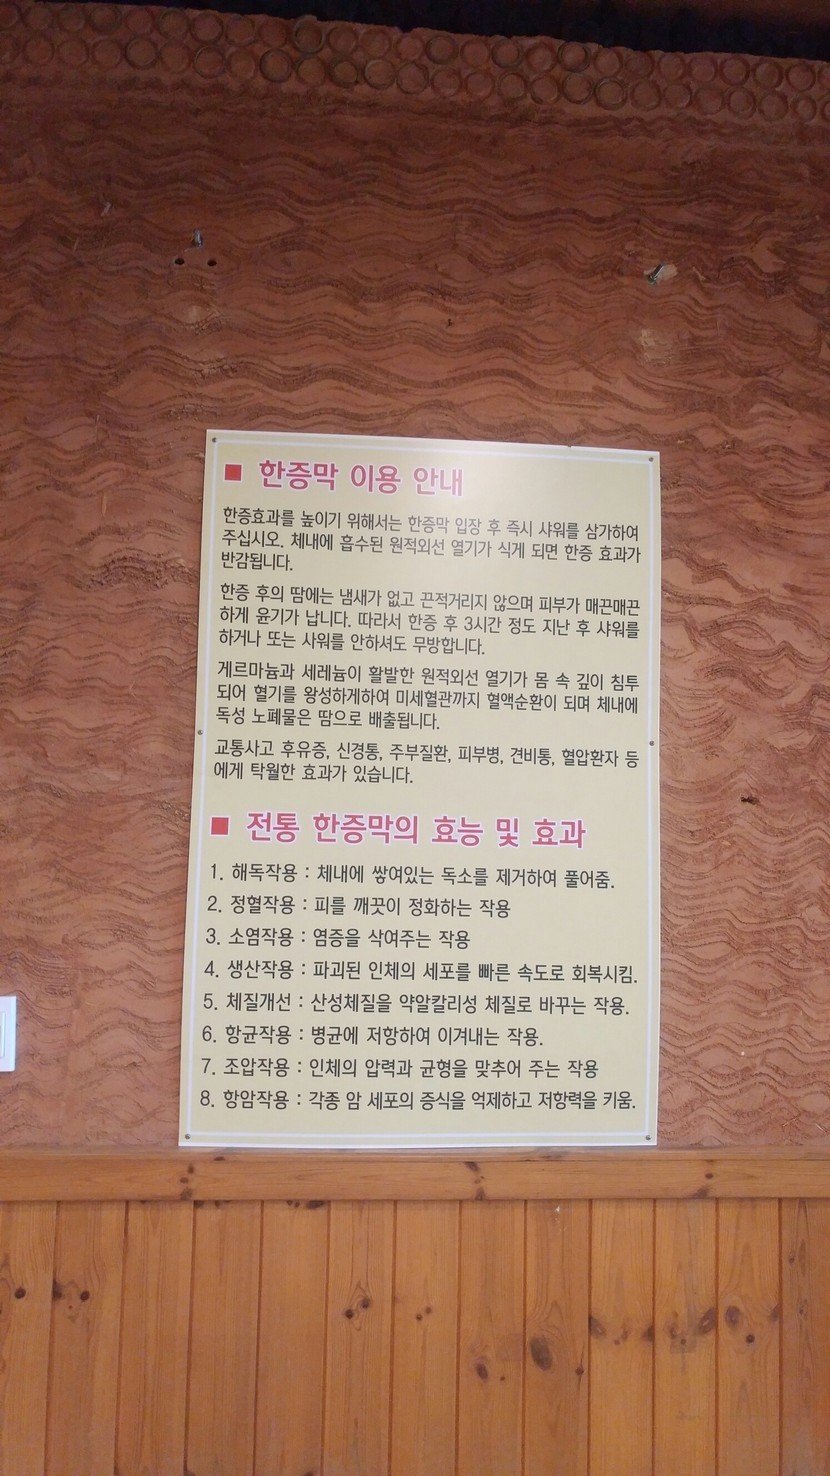 ■ 한증막 이용 안내
한증효과를 높이기 위해서는 한증막 입장 후 즉시 샤워를 삼가하여
주십시오. 체내에 흡수된 원적외선 열기가 식게 되면 한증 효과가
반감됩니다.
한증 후의 땀에는 냄새가 없고 끈적거리지 않으며 피부가 매끈매끈
하게 윤기가 납니다. 따라서 한증 후 3시간 정도 지난 후 샤워를
하거나 또는 샤워를 안하셔도 무방합니다.
게르마늄과 세레늄이 활발한 원적외선 열기가 몸 속 깊이 침투
되어 혈기를 왕성하게하여 미세혈관까지 혈액순환이 되며 체내에
독성 노폐물은 땀으로 배출됩니다.
교통사고 후유증, 신경통, 주부질환, 피부병, 견비통, 혈압환자 등
에게 탁월한 효과가 있습니다.
■ 전통 한증막의 효능 및 효과
1. 해독작용 : 체내에 쌓여있는 독소를 제거하여 풀어줌.
2. 정혈작용 : 피를 깨끗이 정화하는 작용
3. 소염작용 : 염증을 삭여주는 작용
4. 생산작용 : 파괴된 인체의 세포를 빠른 속도로 회복시킴.
5. 체질개선 : 산성체질을 약알칼리성 체질로 바꾸는 작용.
6. 항균작용 : 병균에 저항하여 이겨내는 작용.
7. 조압작용 : 인체의 압력과 균형을 맞추어 주는 작용
8. 항암작용 : 각종 암 세포의 증식을 억제하고 저항력을 키움.